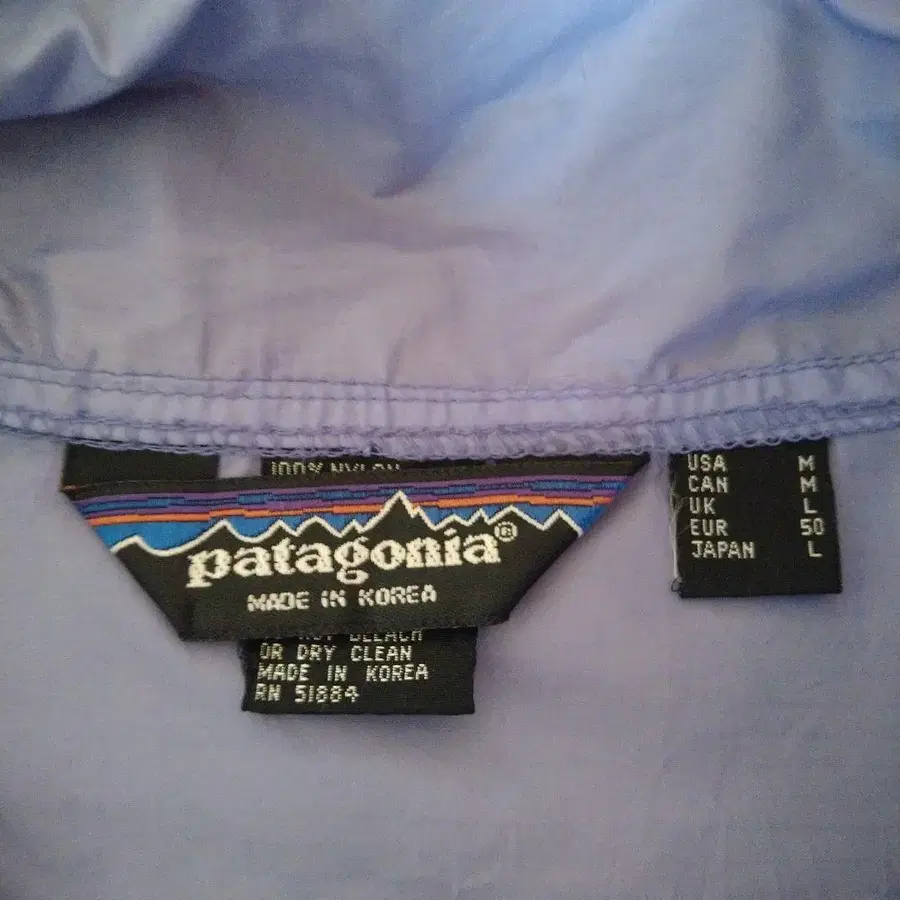 100% NYLON
patagonia®
MADE IN KOREA
BLEACH
OR DRY CLEAN
MADE IN KOREA
RN 51884
USA M
CAN M
UK L
EUR 50
JAPAN L